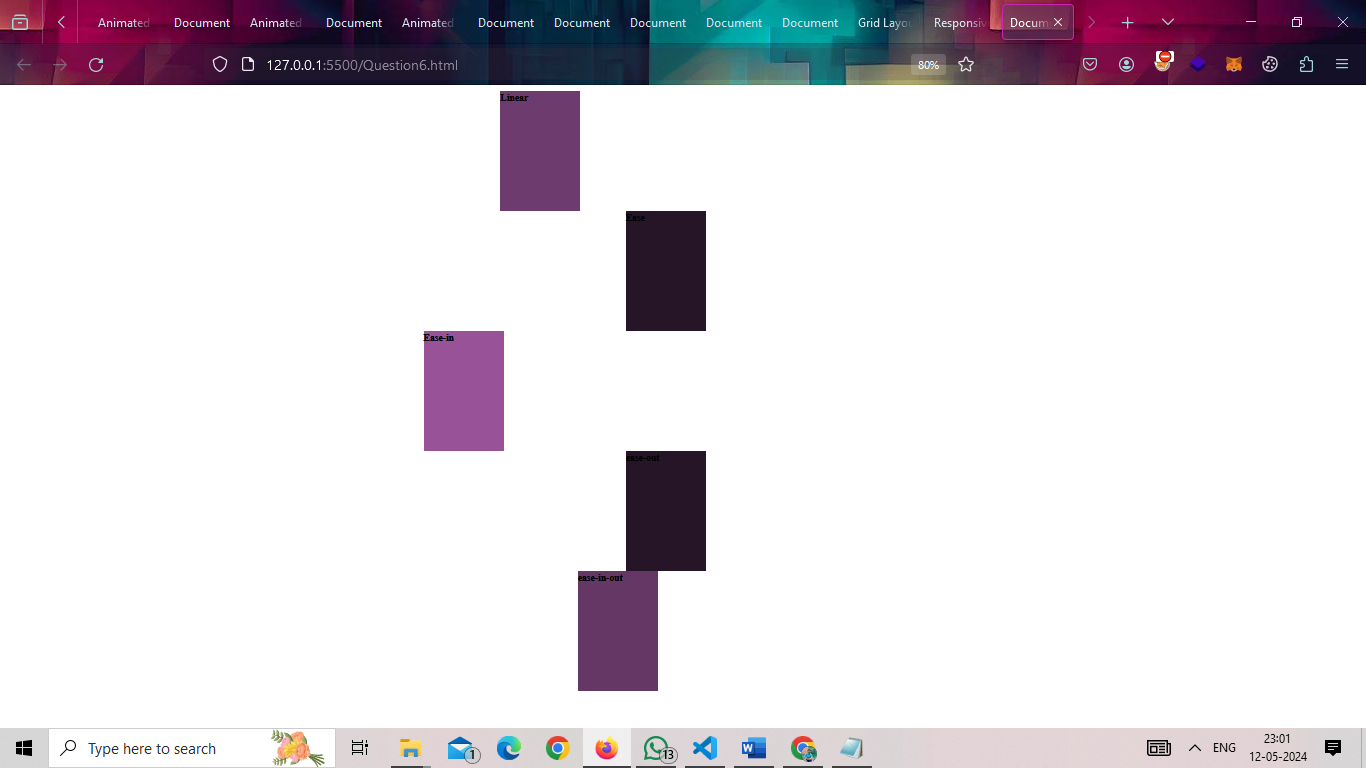 Animated
Document
Animated
Document
Animated
Document
Document
Document
Document
Document
Grid Layou
Responsiv
Docum
127.0.0.1:5500/Question6.html
80%
Linear
Ease
Ease-in
ease-out
ease-in-out
Type here to search
1
13
ENG
23:01
12-05-2024